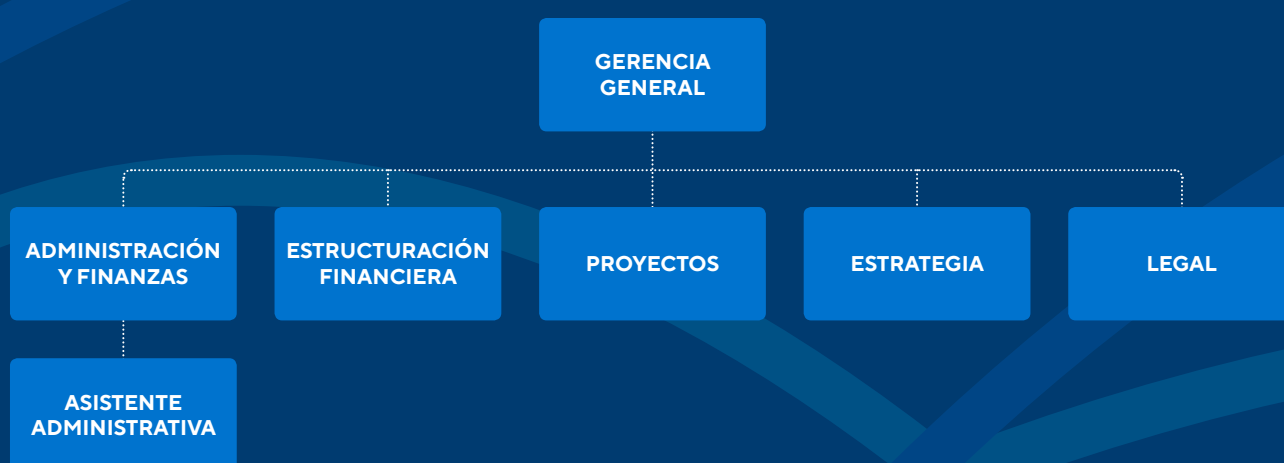 GERENCIA
GENERAL
ADMINISTRACIÓN
Y FINANZAS
ESTRUCTURACIÓN
FINANCIERA
PROYECTOS
ESTRATEGIA
LEGAL
ASISTENTE
ADMINISTRATIVA